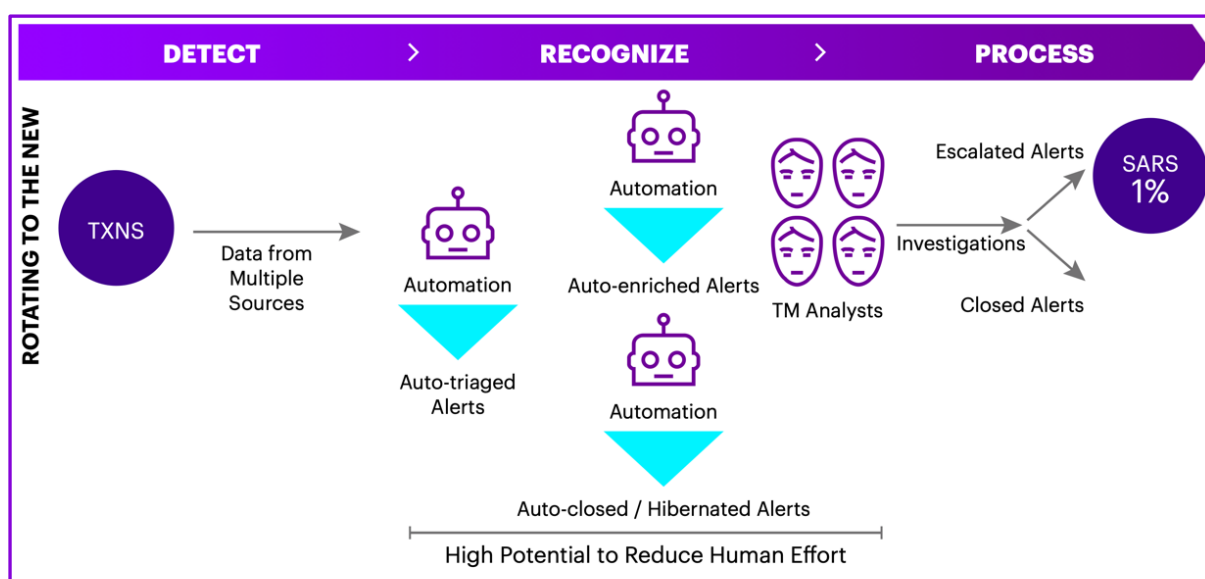 DETECT > RECOGNIZE > PROCESS
ROTATING TO THE NEW
TXNS
Data from
Multiple
Sources
Automation
Auto-triaged
Alerts
Automation
Auto-enriched Alerts
Automation
Auto-closed / Hibernated Alerts
High Potential to Reduce Human Effort
TM Analysts
Investigations
Escalated Alerts
Closed Alerts
SARS
1%